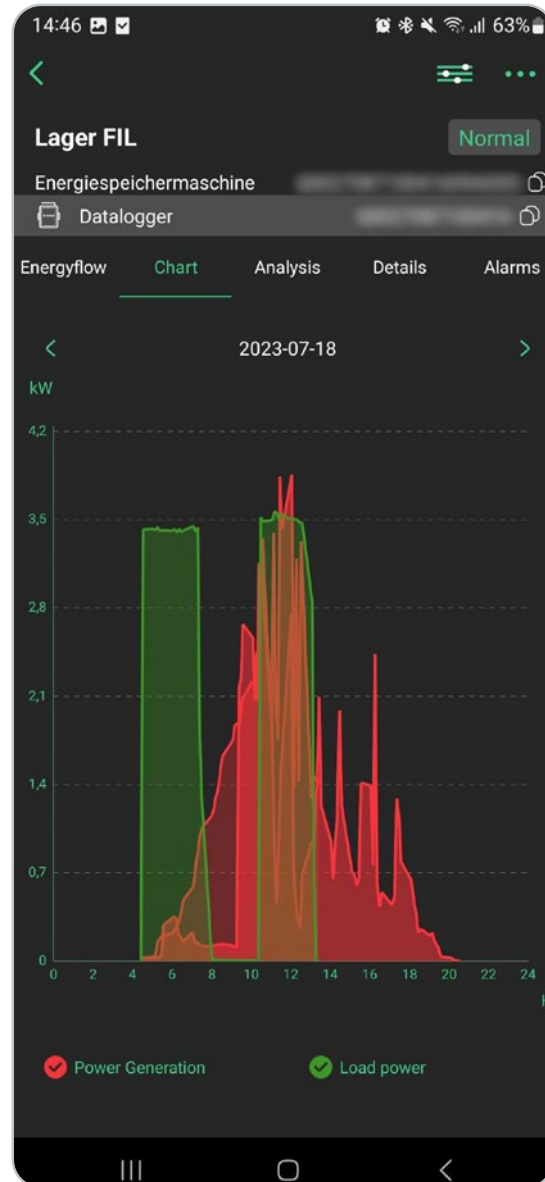 14:46 63%
Lager FIL Normal
Energiespeichermaschine
Datalogger
Energyflow Chart Analysis Details Alarms
2023-07-18
kW
4,2
3,5
2,8
2,1
1,4
0,7
0
0 2 4 6 8 10 12 14 16 18 20 22 24
Power Generation Load power